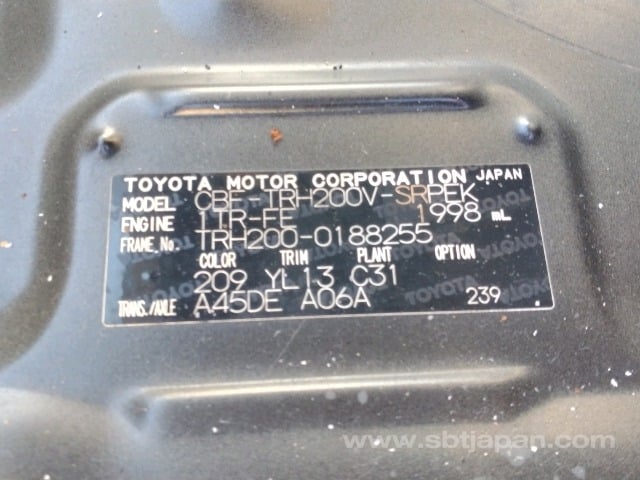 TOYOTA MOTOR CORPORATION JAPAN
MODEL CBF-TRH200V-SRPEK
ENGINE 1TR-FE 1998 mL
FRAME No. TRH200-0188255
COLOR TRIM PLANT OPTION
209 YL13 C31
TRANS./AXLE A45DE A06A 239
© www.sbtjapan.com